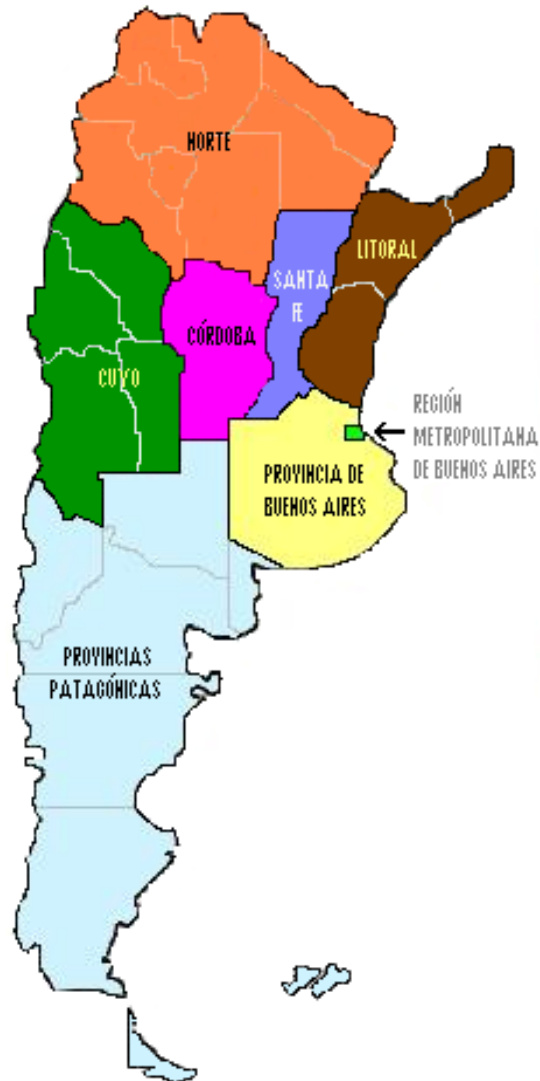 NORTE
LITORAL
SANTA
FE
CÓRDOBA
CUYO
REGIÓN
METROPOLITANA
DE BUENOS AIRES
PROVINCIA DE
BUENOS AIRES
PROVINCIAS
PATAGÓNICAS